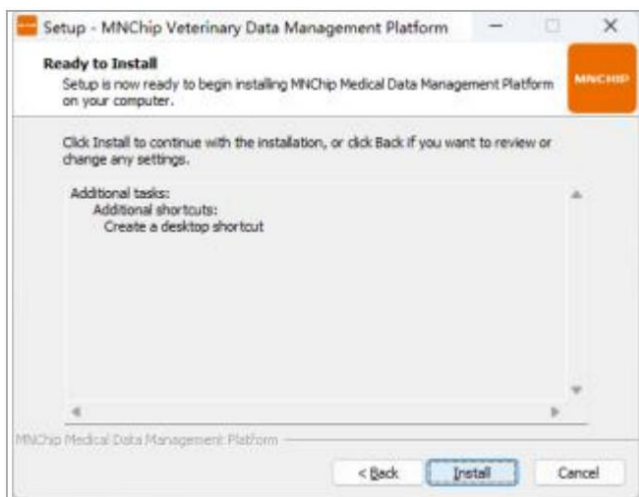 Setup - MNChip Veterinary Data Management Platform
Ready to Install
Setup is now ready to begin installing MNChip Medical Data Management Platform
on your computer.
MNCHIP
Click Install to continue with the installation, or click Back if you want to review or
change any settings.
Additional tasks:
Additional shortcuts:
Create a desktop shortcut
MNChip Medical Data Management Platform
< Back
Install
Cancel